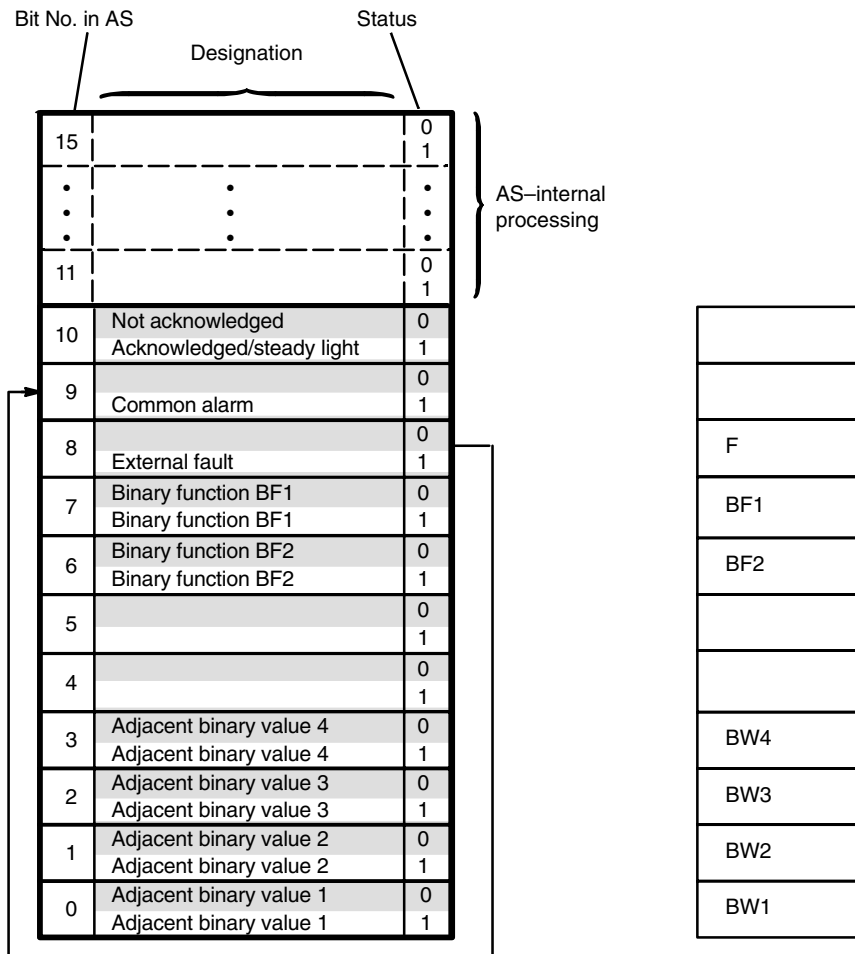 Bit No. in AS
Status
Designation
15
0
1
AS–internal
processing
11
0
1
10
Not acknowledged
0
Acknowledged/steady light
1
9
0
Common alarm
1
8
0
External fault
1
F
7
Binary function BF1
0
Binary function BF1
1
BF1
6
Binary function BF2
0
Binary function BF2
1
BF2
5
0
1
4
0
1
3
Adjacent binary value 4
0
Adjacent binary value 4
1
BW4
2
Adjacent binary value 3
0
Adjacent binary value 3
1
BW3
1
Adjacent binary value 2
0
Adjacent binary value 2
1
BW2
0
Adjacent binary value 1
0
Adjacent binary value 1
1
BW1